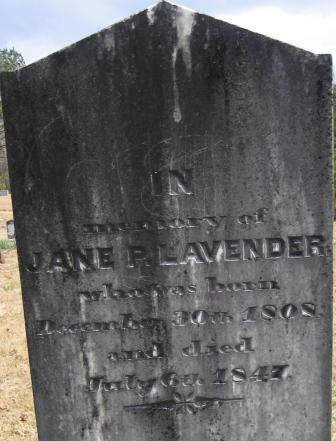 IN
memory of
JANE P. LAVENDER,
who was born
December 30th, 1808.
and died
July 6th, 1847.